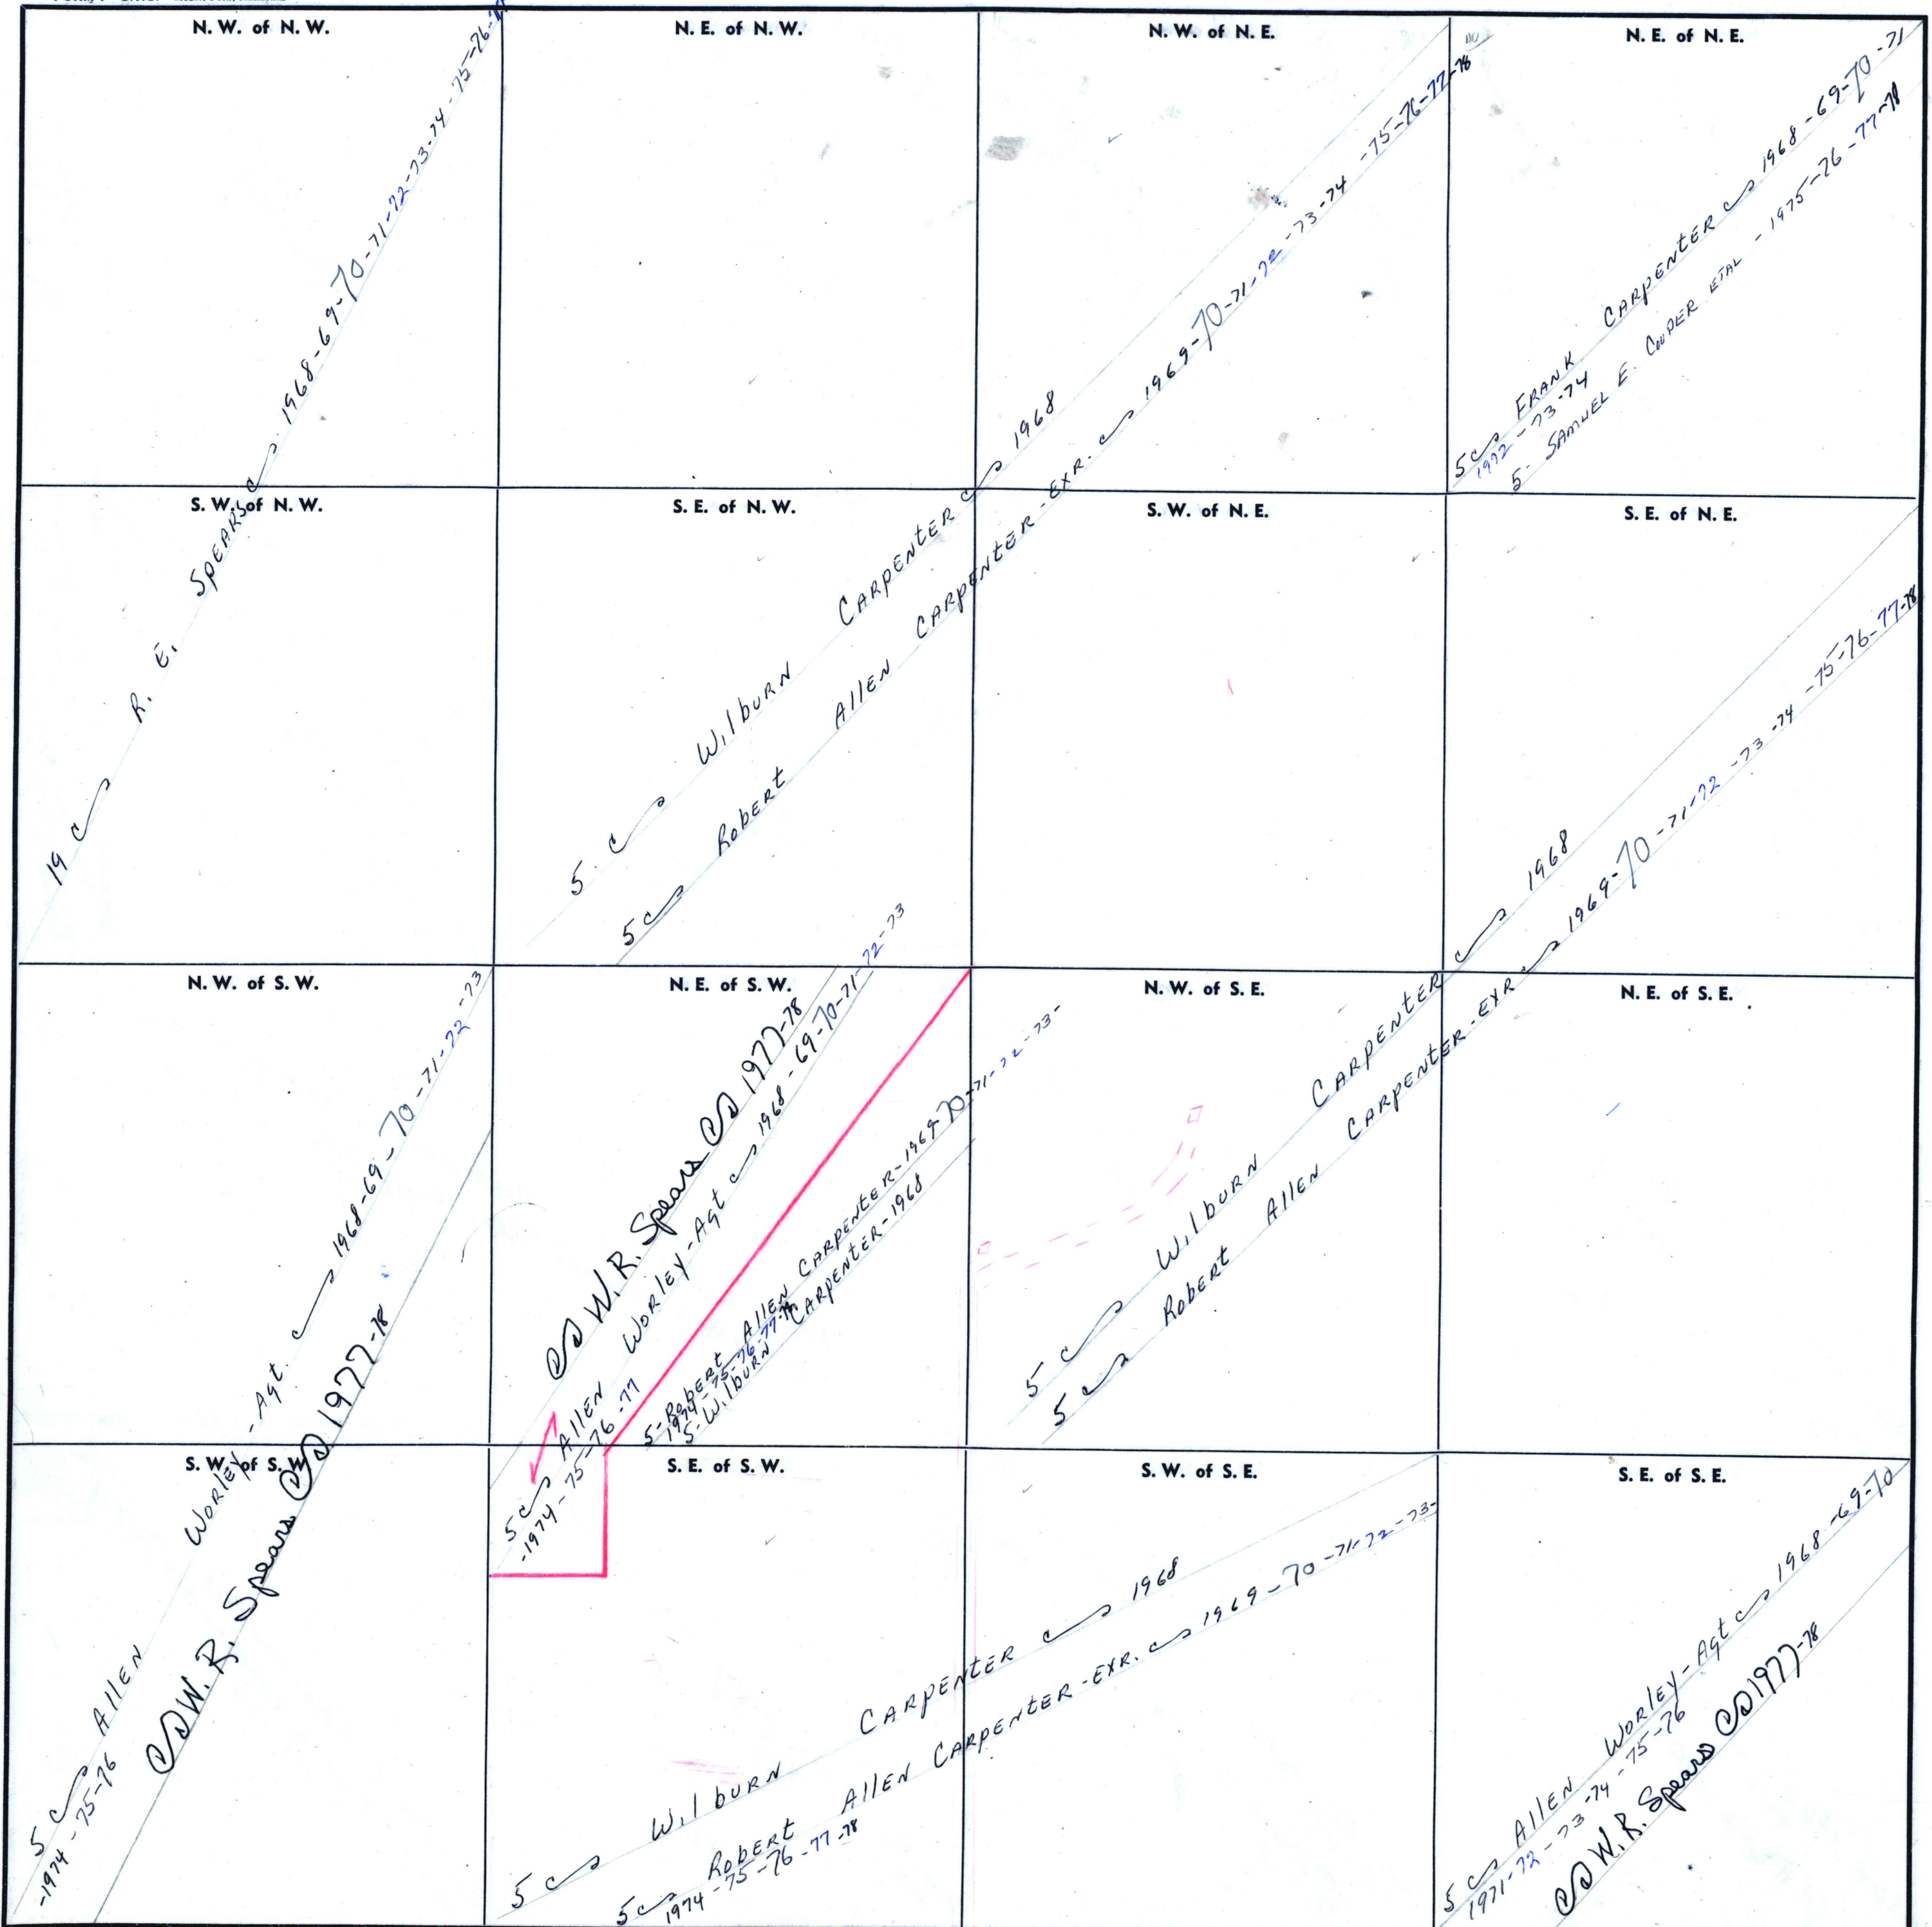 N. W. of N. W.
N. E. of N. W.
N. W. of N. E.
N. E. of N. E.
S. W. of N. W.
S. E. of N. W.
S. W. of N. E.
S. E. of N. E.
19 R. E. SPEARS 1968-69-70-71-72-73-74-75-76-77
5 Wilburn CARPENTER 1968
5 Robert Allen CARPENTER-EXR. 1969-70-71-72-73-74-75-76-77-78
5 FRANK CARPENTER 1968-69-70-71
1972-73-74
5- SAMUEL E. COOPER ETAL - 1975-76-77-78
N. W. of S. W.
N. E. of S. W.
N. W. of S. E.
N. E. of S. E.
S. W. of S. W.
S. E. of S. W.
S. W. of S. E.
S. E. of S. E.
5 Allen Worley-Agt. 1968-69-70-71-72-73
-1974-75-76
W. R. Spears 1977-78
W. R. Spears 1977-78
5 Allen Worley-Agt 1968-69-70-71-72-73
-1974-75-76-77
5-Robert Allen CARPENTER-1969-70-71-72-73-
1974-75-76-77-78
5-Wilburn CARPENTER-1968
5 Wilburn CARPENTER 1968
5 Robert Allen CARPENTER-EXR 1969-70-71-72-73-74-75-76-77-78
5 Wilburn CARPENTER 1968
5 Robert Allen CARPENTER-EXR. 1969-70-71-72-73-
1974-75-76-77-78
5 Allen Worley-Agt 1968-69-70
1971-72-73-74-75-76
W. R. Spears 1977-78